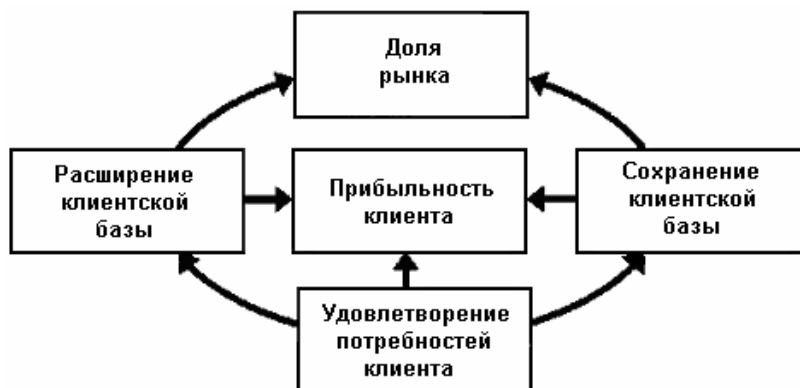 Доля
рынка
Расширение
клиентской
базы
Прибыльность
клиента
Сохранение
клиентской
базы
Удовлетворение
потребностей
клиента